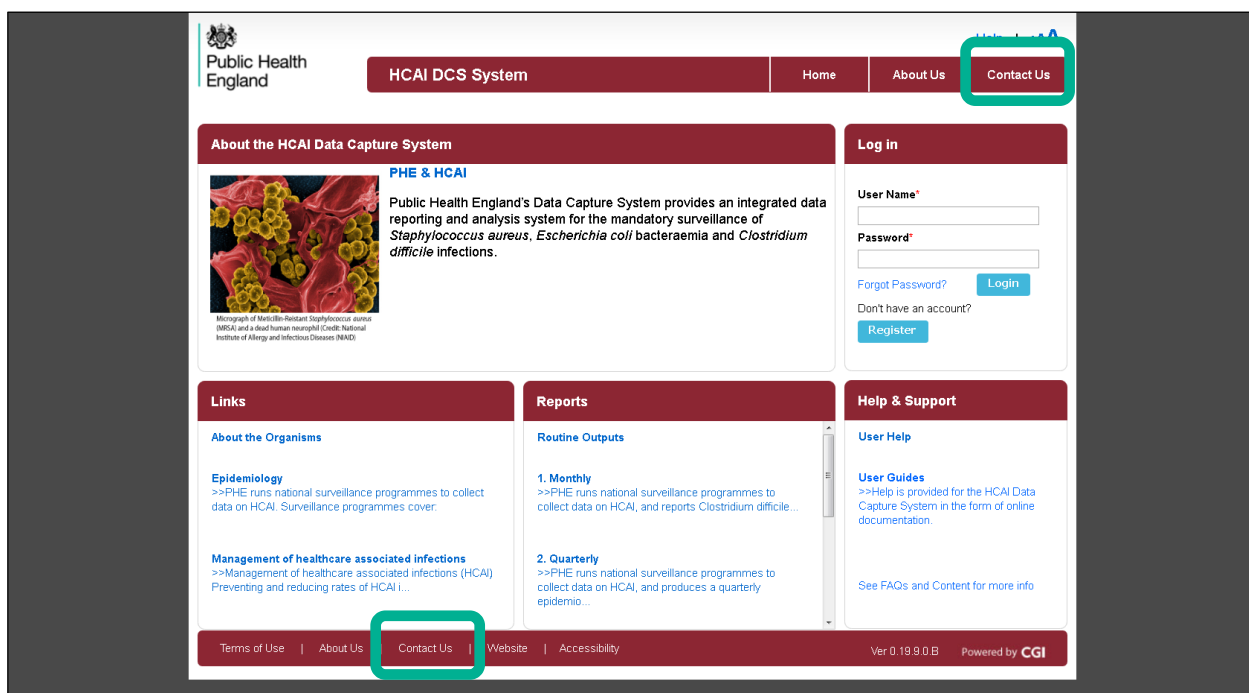 Public Health
England
Help | AAA
HCAI DCS System
Home
About Us
Contact Us
About the HCAI Data Capture System
PHE & HCAI
Public Health England's Data Capture System provides an integrated data
reporting and analysis system for the mandatory surveillance of
Staphylococcus aureus, Escherichia coli bacteraemia and Clostridium
difficile infections.
Micrograph of Meticillin-Reistant Staphylococcus aureus
(MRSA) and a dead human neurophil (Credit: National
Institute of Allergy and Infectious Diseases (NIAID)
Log in
User Name*
Password*
Forgot Password?
Login
Don't have an account?
Register
Links
About the Organisms
Epidemiology
>>PHE runs national surveillance programmes to collect
data on HCAI. Surveillance programmes cover:
Management of healthcare associated infections
>>Management of healthcare associated infections (HCAI)
Preventing and reducing rates of HCAI i...
Reports
Routine Outputs
1. Monthly
>>PHE runs national surveillance programmes to
collect data on HCAI, and reports Clostridium difficile...
2. Quarterly
>>PHE runs national surveillance programmes to
collect data on HCAI, and produces a quarterly
epidemio...
Help & Support
User Help
User Guides
>>Help is provided for the HCAI Data
Capture System in the form of online
documentation.
See FAQs and Content for more info
Terms of Use | About Us | Contact Us | Website | Accessibility
Ver 0.19.9.0.B
Powered by CGI